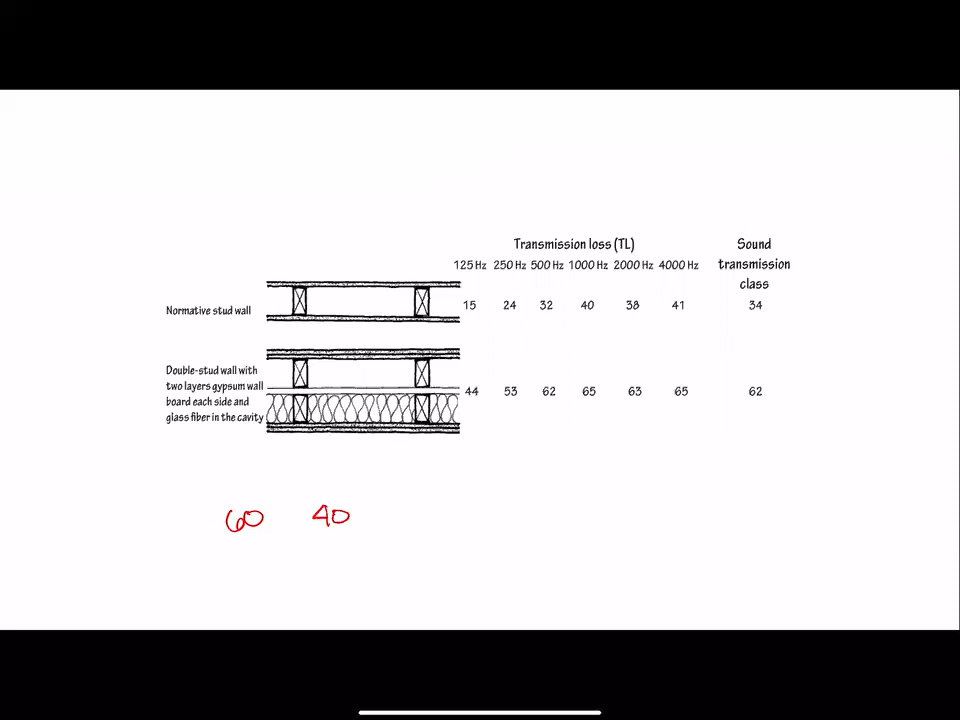 Transmission loss (TL) Sound
125 Hz 250 Hz 500 Hz 1000 Hz 2000 Hz 4000 Hz transmission
class
Normative stud wall 15 24 32 40 38 41 34
Double-stud wall with
two layers gypsum wall
board each side and
glass fiber in the cavity
44 53 62 65 63 65 62
60 40